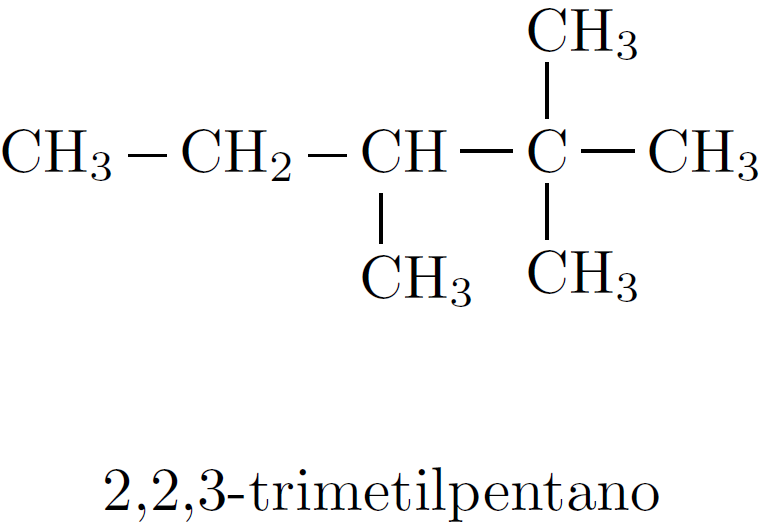 CH₃
CH₃ – CH₂ – CH – C – CH₃
CH₃ CH₃
2,2,3-trimetilpentano